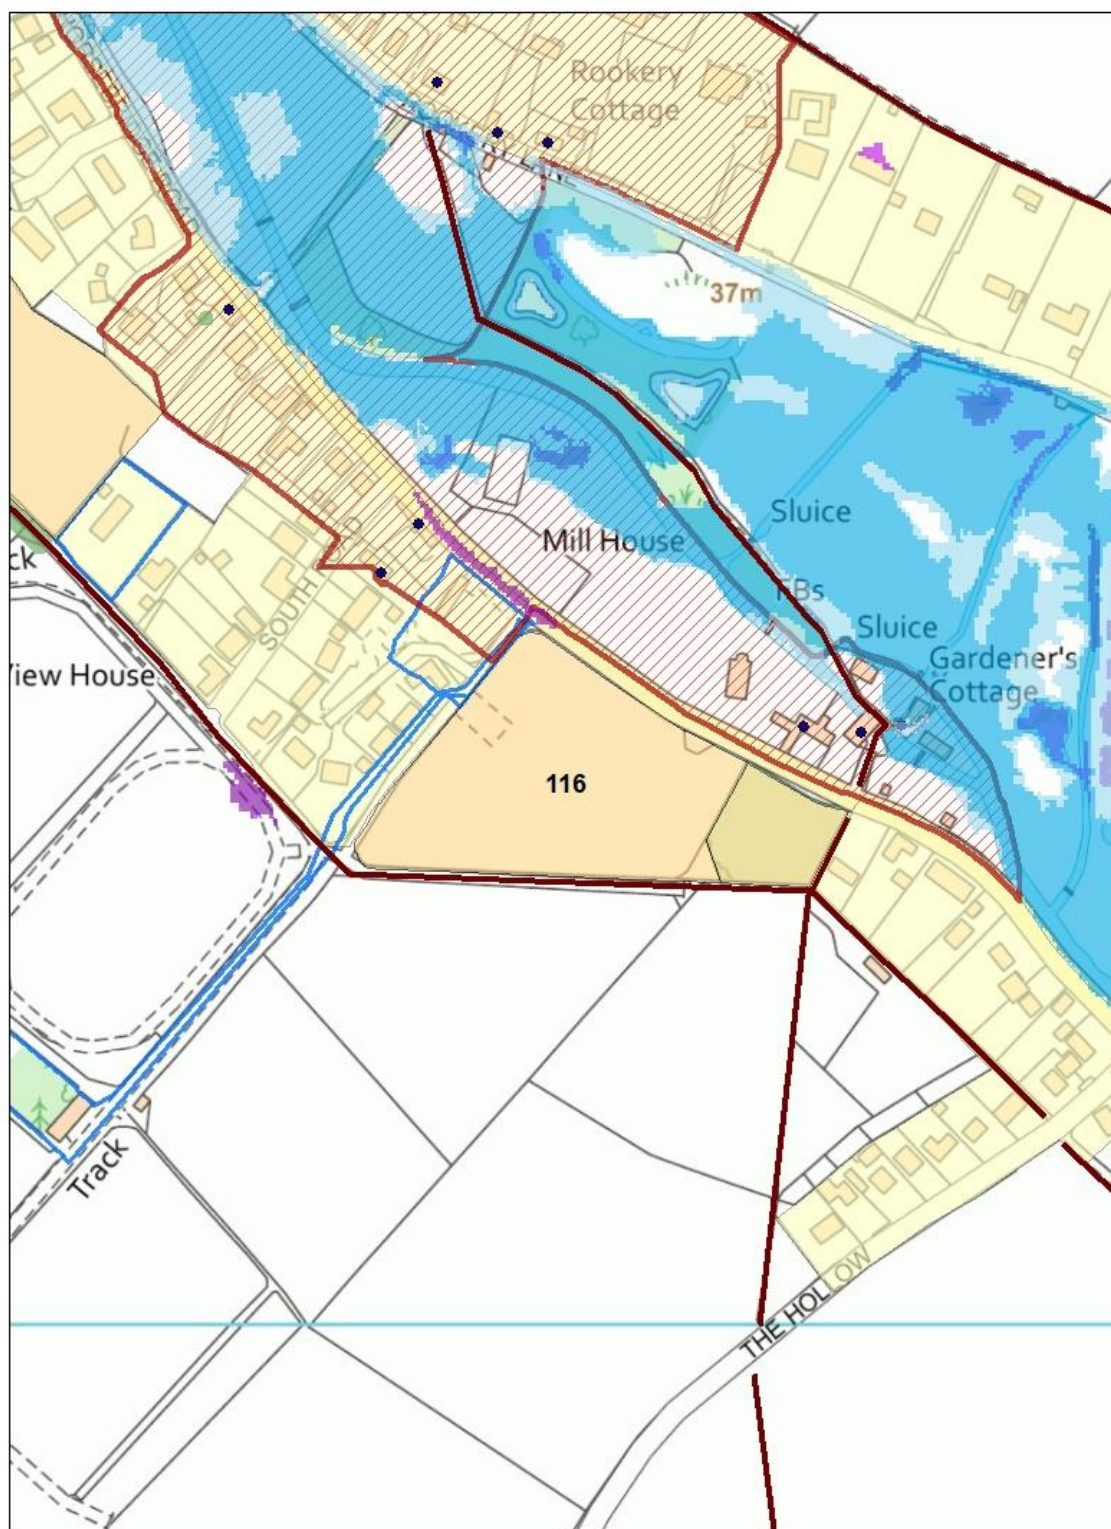 Rookery
Cottage
37m
Sluice
Mill House
FBs
Sluice
Gardener's
Cottage
SOUTH
ck
View House
116
Track
THE HOLLOW